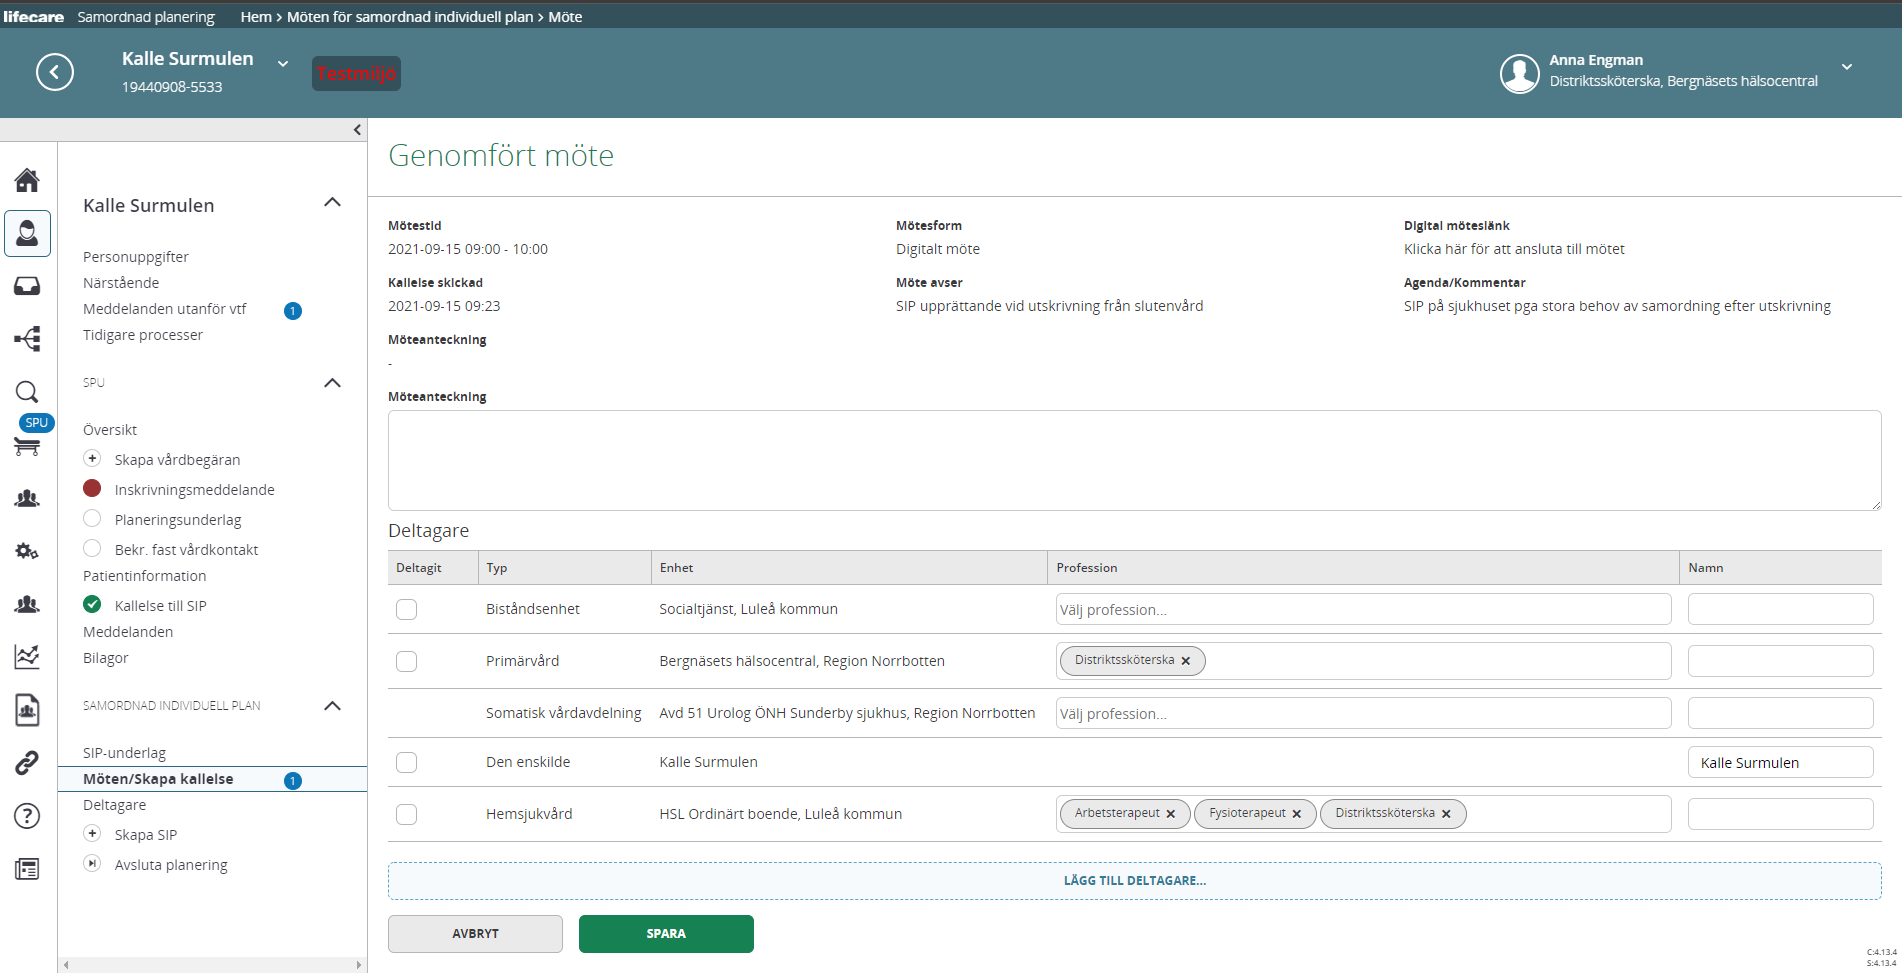 lifecare Samordnad planering Hem > Möten för samordnad individuell plan > Möte
Kalle Surmulen
19440908-5533
Testmiljö
Anna Engman
Distriktssköterska, Bergnäsets hälsocentral
SPU
Kalle Surmulen
Personuppgifter
Närstående
Meddelanden utanför vtf 1
Tidigare processer
SPU
Översikt
Skapa vårdbegäran
Inskrivningsmeddelande
Planeringsunderlag
Bekr. fast vårdkontakt
Patientinformation
Kallelse till SIP
Meddelanden
Bilagor
SAMORDNAD INDIVIDUELL PLAN
SIP-underlag
Möten/Skapa kallelse 1
Deltagare
Skapa SIP
Avsluta planering
Genomfört möte
Mötestid Mötesform Digital möteslänk
2021-09-15 09:00 - 10:00 Digitalt möte Klicka här för att ansluta till mötet
Kallelse skickad Möte avser Agenda/Kommentar
2021-09-15 09:23 SIP upprättande vid utskrivning från slutenvård SIP på sjukhuset pga stora behov av samordning efter utskrivning
Möteanteckning
-
Möteanteckning
Deltagare
Deltagit Typ Enhet Profession Namn
Biståndsenhet Socialtjänst, Luleå kommun Välj profession...
Primärvård Bergnäsets hälsocentral, Region Norrbotten Distriktssköterska ×
Somatisk vårdavdelning Avd 51 Urolog ÖNH Sunderby sjukhus, Region Norrbotten Välj profession...
Den enskilde Kalle Surmulen Kalle Surmulen
Hemsjukvård HSL Ordinärt boende, Luleå kommun Arbetsterapeut × Fysioterapeut × Distriktssköterska ×
LÄGG TILL DELTAGARE...
AVBRYT SPARA
C:4.13.4
S:4.13.4